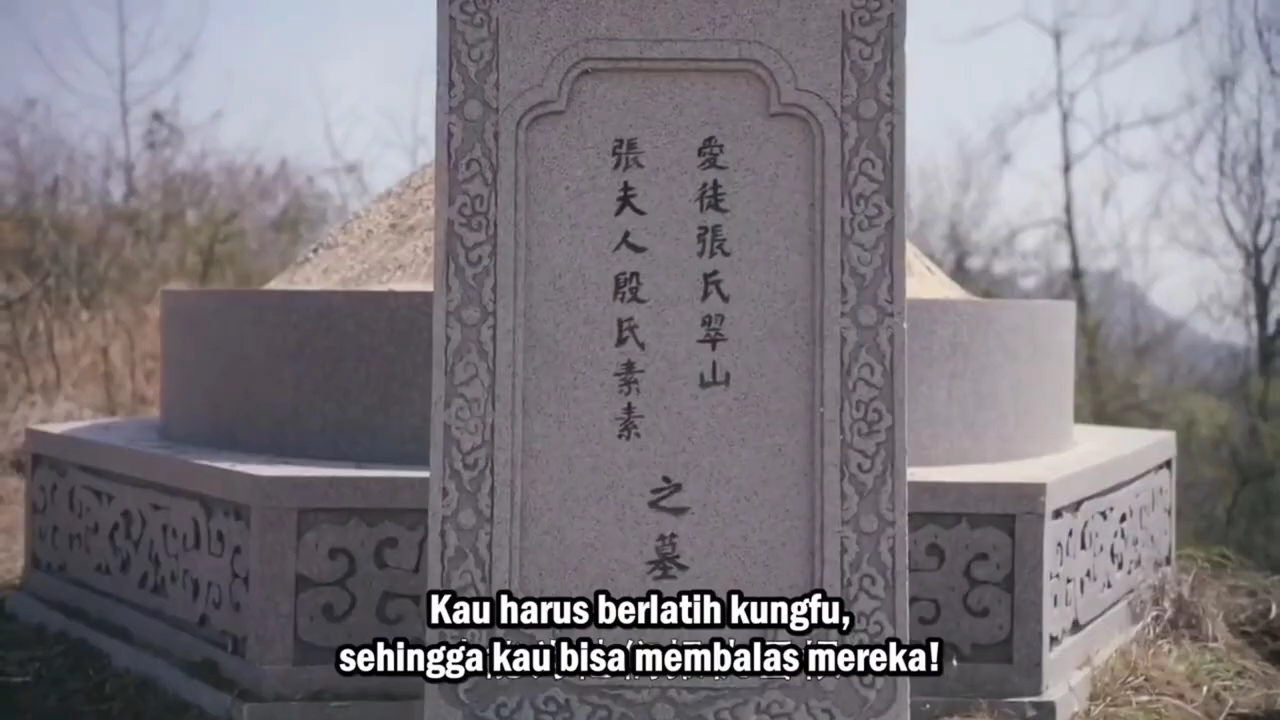 愛徒張氏翠山
張夫人殷氏素素
之墓
Kau harus berlatih kungfu,
sehingga kau bisa membalas mereka!